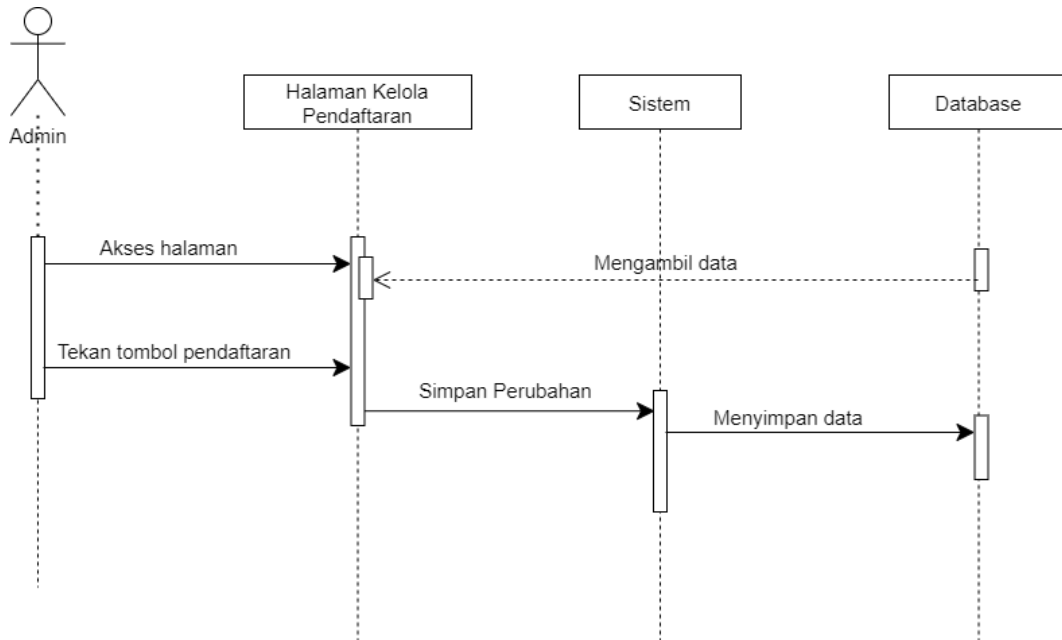 Admin
Halaman Kelola
Pendaftaran
Sistem
Database
Akses halaman
Mengambil data
Tekan tombol pendaftaran
Simpan Perubahan
Menyimpan data